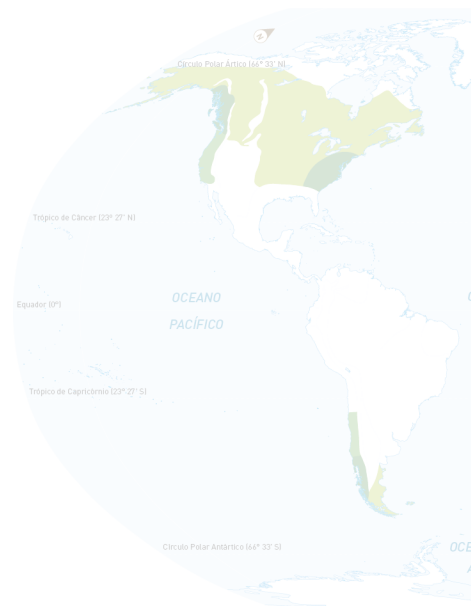 N
Círculo Polar Ártico (66° 33' N)
Trópico de Câncer (23° 27' N)
OCEANO
Equador (0°)
PACÍFICO
Trópico de Capricórnio (23° 27' S)
Círculo Polar Antártico (66° 33' S)
OCE